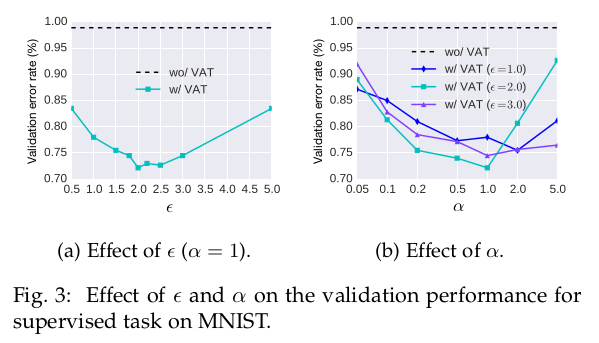 1.00
0.95
0.90
0.85
0.80
0.75
0.70
Validation error rate (%)
wo/ VAT
w/ VAT
0.5 1.0 1.5 2.0 2.5 3.0 3.5 4.0 4.5 5.0
ϵ
(a) Effect of ϵ (α = 1).
1.00
0.95
0.90
0.85
0.80
0.75
0.70
Validation error rate (%)
wo/ VAT
w/ VAT (ϵ=1.0)
w/ VAT (ϵ=2.0)
w/ VAT (ϵ=3.0)
0.05 0.1 0.2 0.5 1.0 2.0 5.0
α
(b) Effect of α.
Fig. 3: Effect of ϵ and α on the validation performance for
supervised task on MNIST.